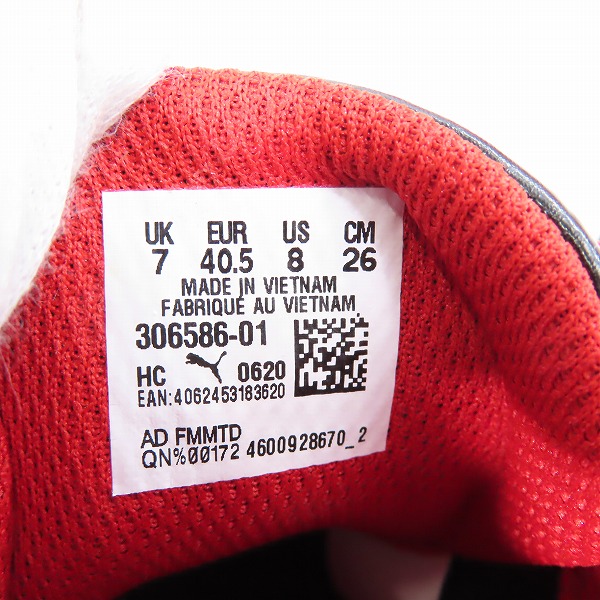 UK EUR US CM
7 40.5 8 26
MADE IN VIETNAM
FABRIQUÉ AU VIETNAM
306586-01
HC 0620
EAN:4062453183620
AD FMMTD
QN%00172 4600928670_2